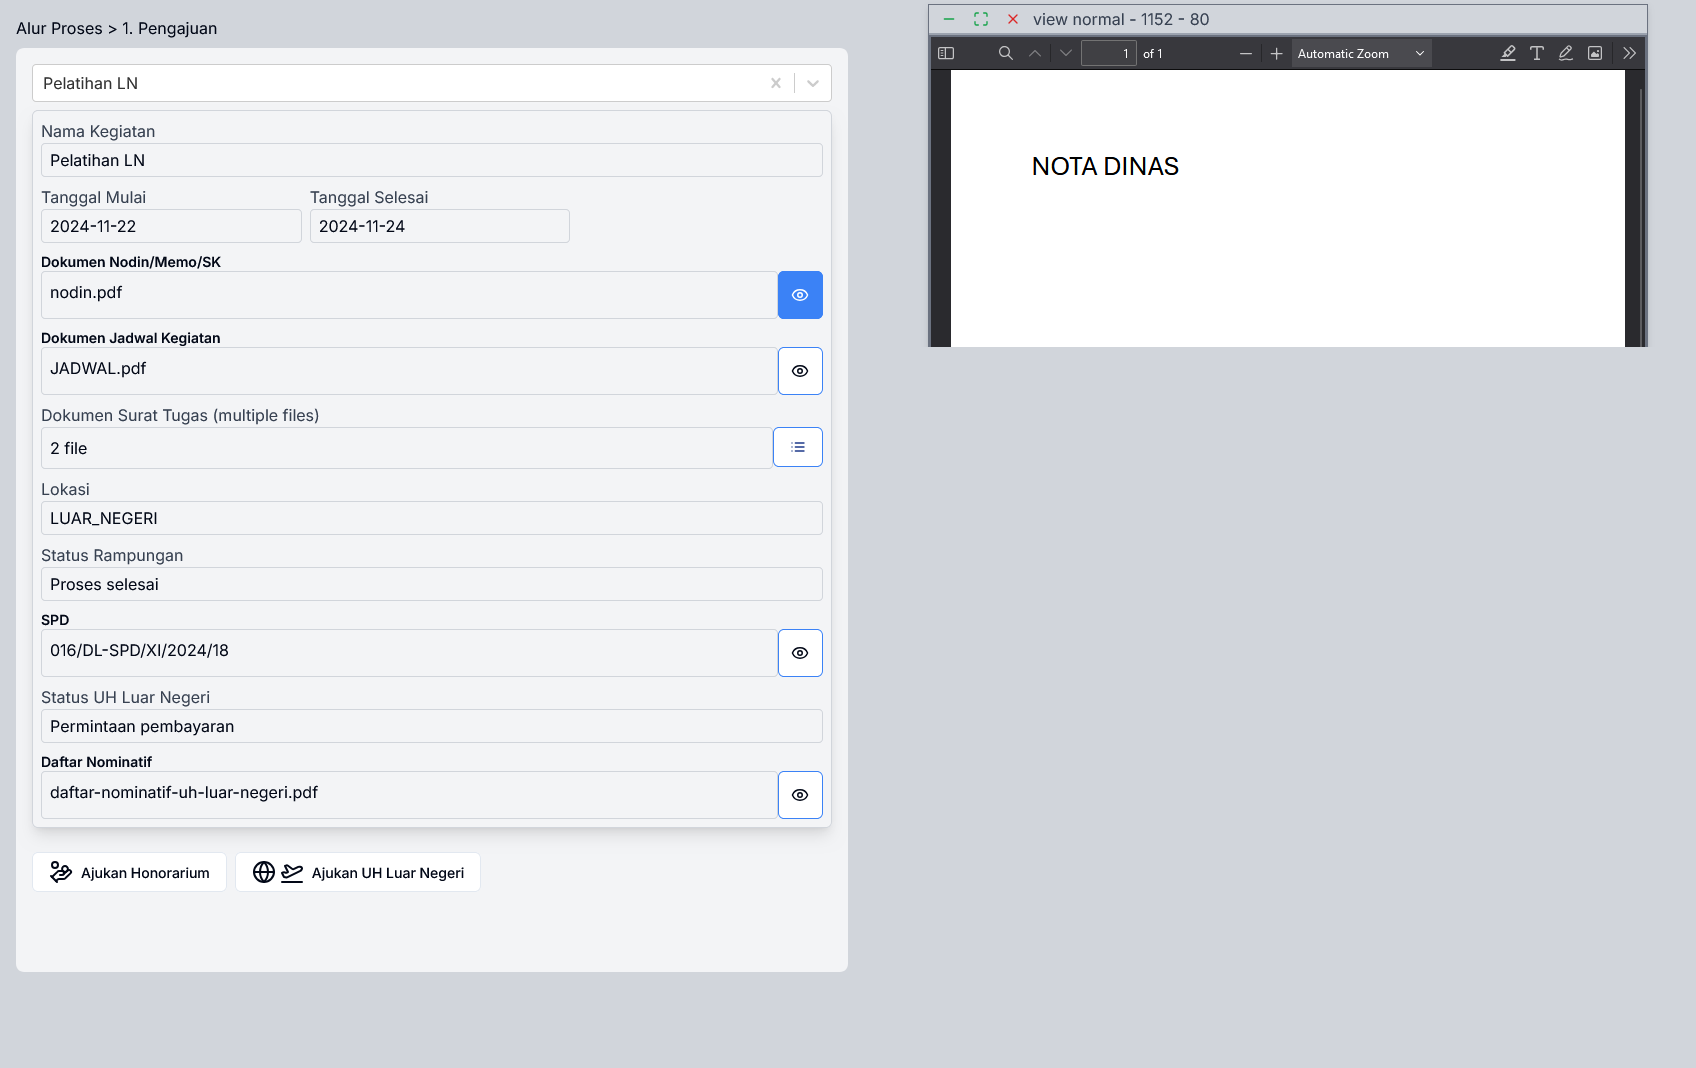 Alur Proses > 1. Pengajuan
Pelatihan LN
Nama Kegiatan
Pelatihan LN
Tanggal Mulai
Tanggal Selesai
2024-11-22
2024-11-24
Dokumen Nodin/Memo/SK
nodin.pdf
Dokumen Jadwal Kegiatan
JADWAL.pdf
Dokumen Surat Tugas (multiple files)
2 file
Lokasi
LUAR_NEGERI
Status Rampungan
Proses selesai
SPD
016/DL-SPD/XI/2024/18
Status UH Luar Negeri
Permintaan pembayaran
Daftar Nominatif
daftar-nominatif-uh-luar-negeri.pdf
Ajukan Honorarium
Ajukan UH Luar Negeri
view normal - 1152 - 80
1 of 1
Automatic Zoom
NOTA DINAS